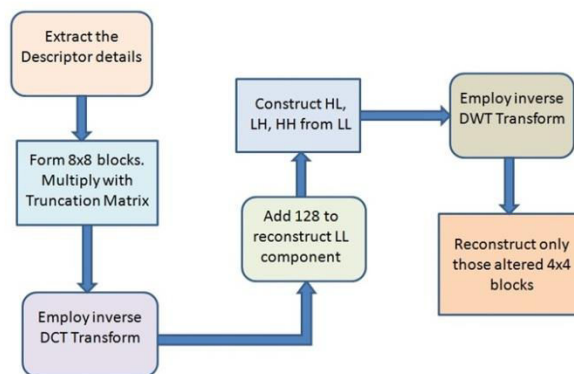 Extract the
Descriptor details
Form 8x8 blocks.
Multiply with
Truncation Matrix
Employ inverse
DCT Transform
Add 128 to
reconstruct LL
component
Construct HL,
LH, HH from LL
Employ inverse
DWT Transform
Reconstruct only
those altered 4x4
blocks